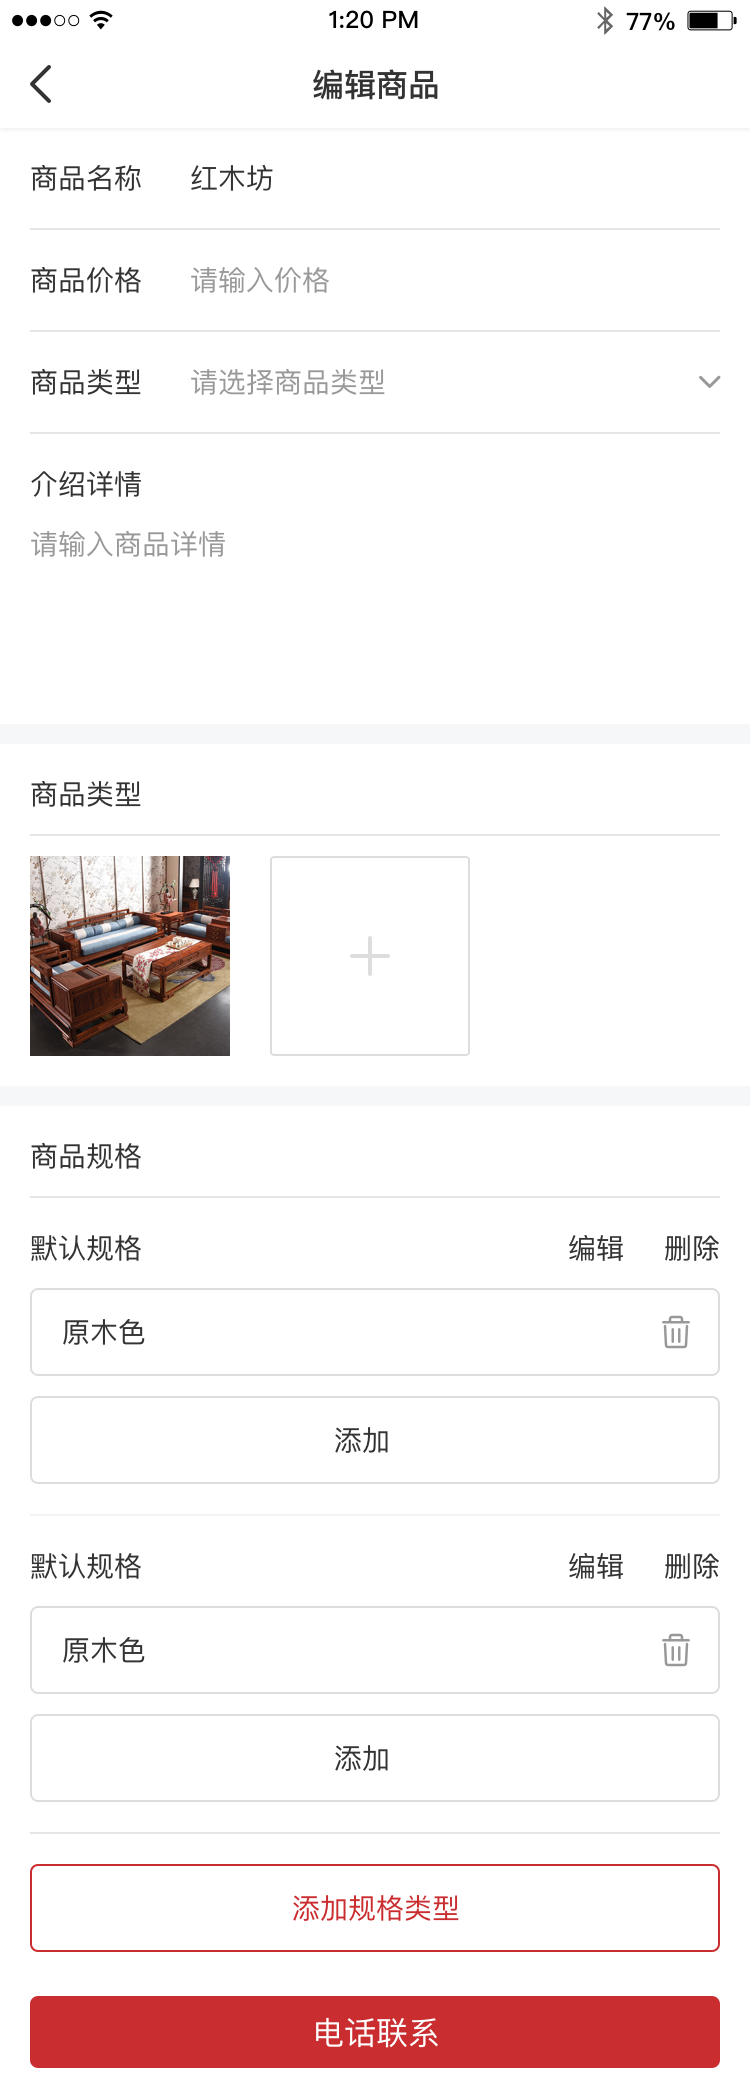 1:20 PM 77%
编辑商品
商品名称 红木坊
商品价格 请输入价格
商品类型 请选择商品类型
介绍详情
请输入商品详情
商品类型
商品规格
默认规格 编辑 删除
原木色
添加
默认规格 编辑 删除
原木色
添加
添加规格类型
电话联系